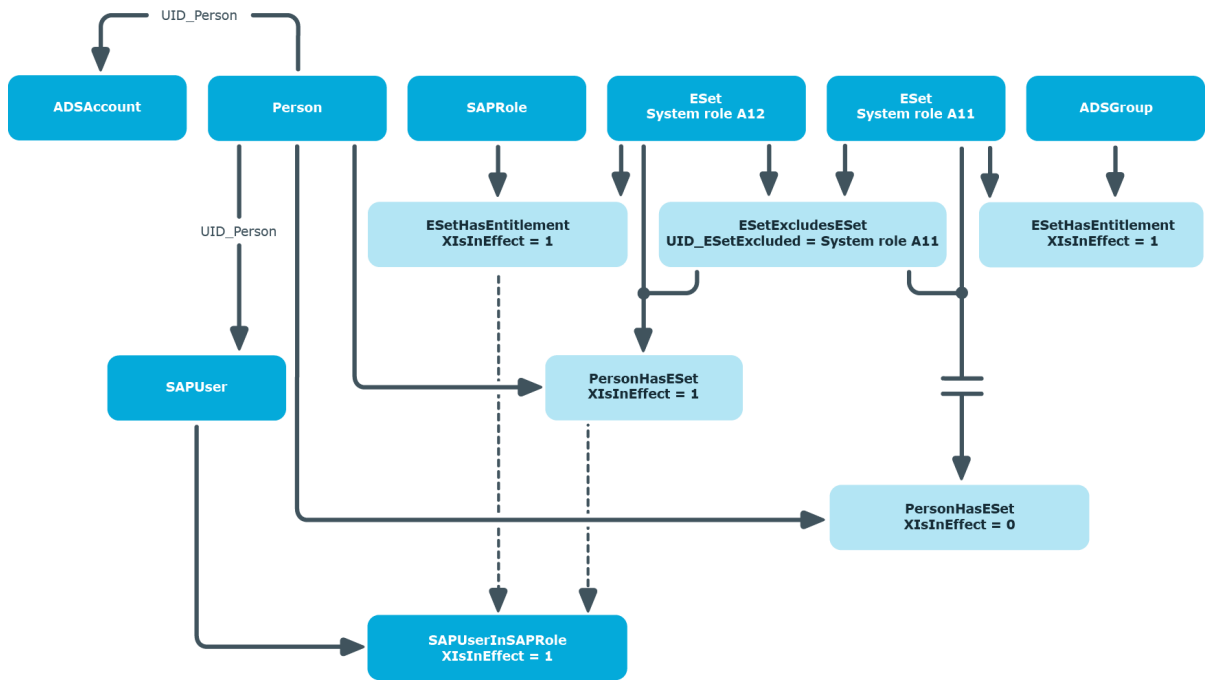 UID_Person
ADSAccount
Person
SAPRole
ESet
System role A12
ESet
System role A11
ADSGroup
ESetHasEntitlement
XIsInEffect = 1
ESetExcludesESet
UID_ESetExcluded = System role A11
ESetHasEntitlement
XIsInEffect = 1
UID_Person
SAPUser
PersonHasESet
XIsInEffect = 1
PersonHasESet
XIsInEffect = 0
SAPUserInSAPRole
XIsInEffect = 1